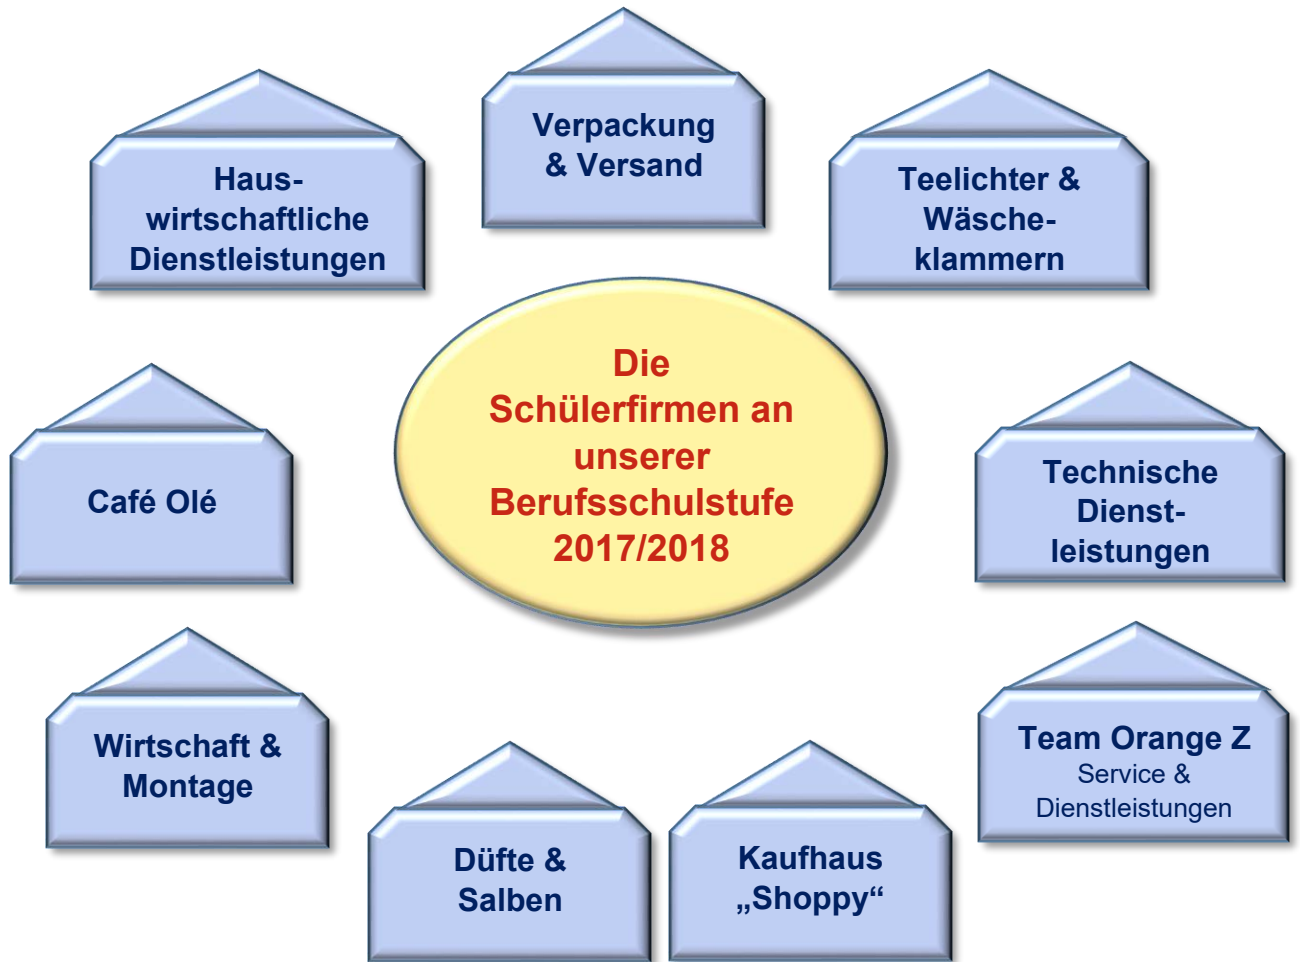 Verpackung
& Versand
Haus-
wirtschaftliche
Dienstleistungen
Teelichter &
Wäsche-
klammern
Die
Schülerfirmen an
unserer
Berufsschulstufe
2017/2018
Café Olé
Technische
Dienst-
leistungen
Wirtschaft &
Montage
Team Orange Z
Service &
Dienstleistungen
Düfte &
Salben
Kaufhaus
„Shoppy“